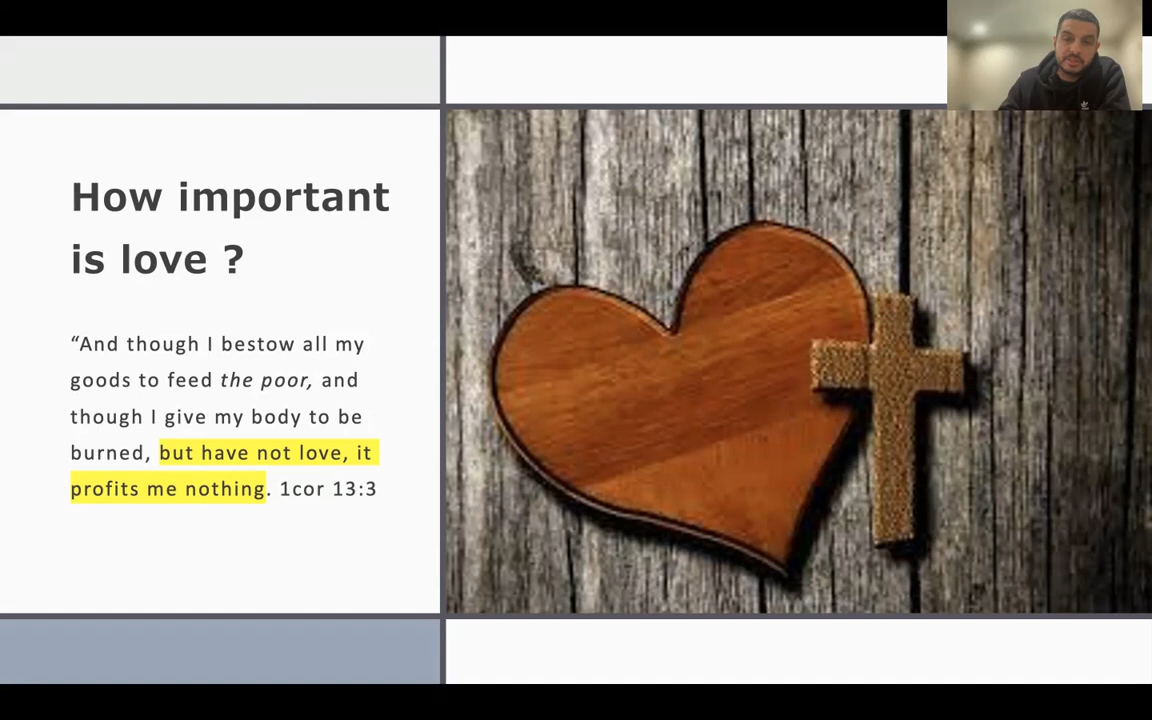 How important
is love ?
“And though I bestow all my
goods to feed the poor, and
though I give my body to be
burned, but have not love, it
profits me nothing. 1cor 13:3